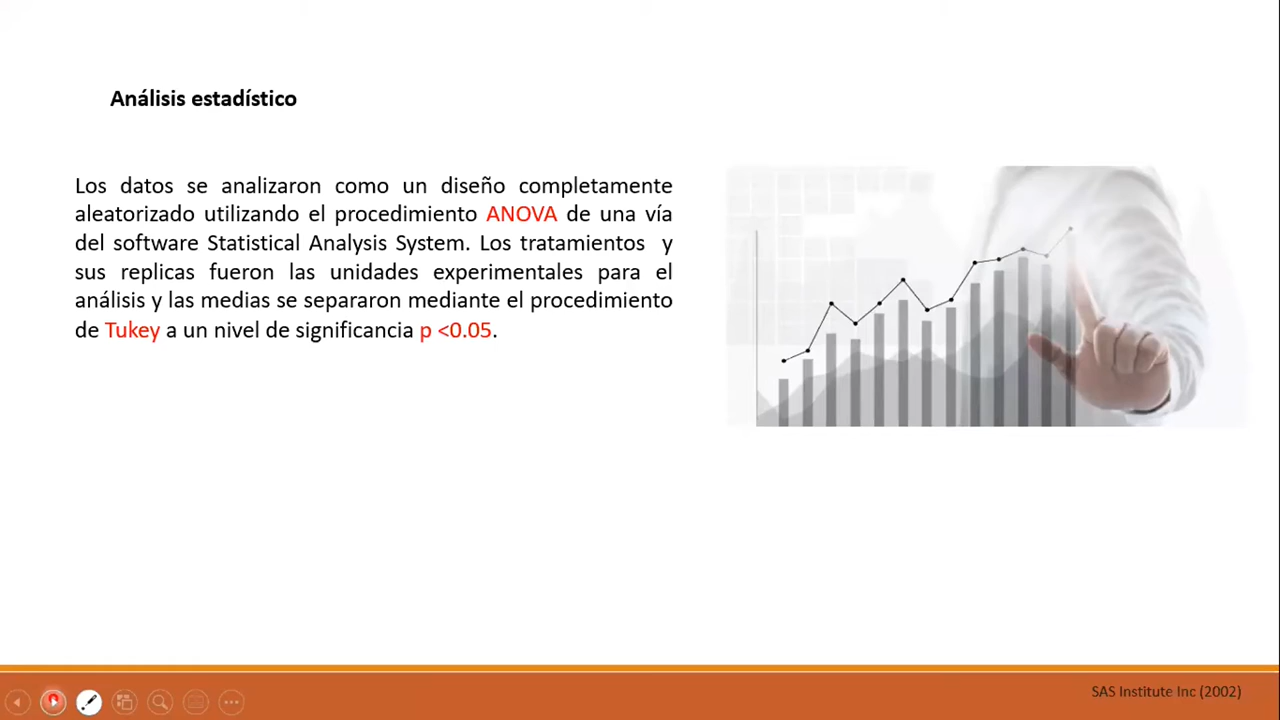 Análisis estadístico
Los datos se analizaron como un diseño completamente
aleatorizado utilizando el procedimiento ANOVA de una vía
del software Statistical Analysis System. Los tratamientos y
sus replicas fueron las unidades experimentales para el
análisis y las medias se separaron mediante el procedimiento
de Tukey a un nivel de significancia p <0.05.
SAS Institute Inc (2002)